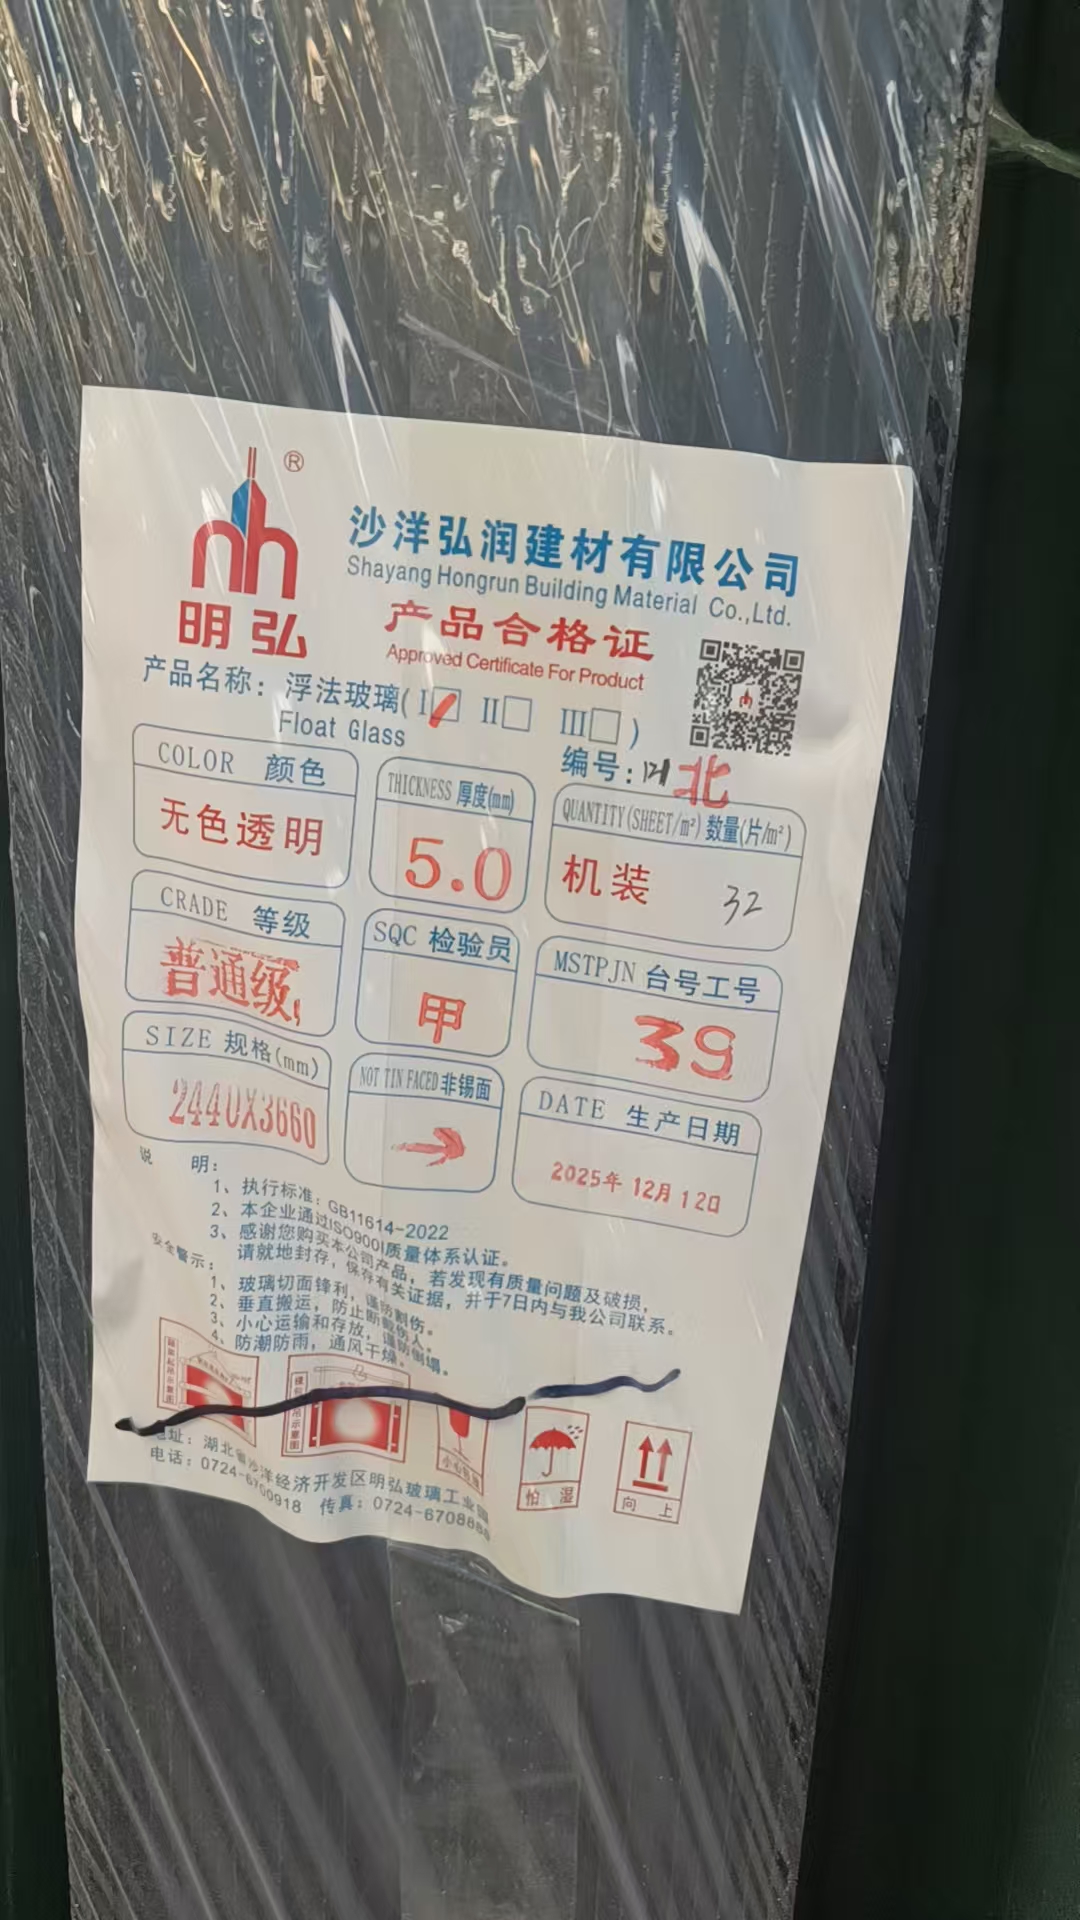 ®
明弘
沙洋弘润建材有限公司
Shayang Hongrun Building Material Co.,Ltd.
产品合格证
Approved Certificate For Product
产品名称：浮法玻璃(I□ II□ III□)
Float Glass
编号：北
COLOR 颜色
无色透明
THICKNESS 厚度(mm)
5.0
QUANTITY(SHEET/m²) 数量(片/m²)
机装 32
CRADE 等级
普通级
SQC 检验员
甲
MSTPJN 台号工号
39
SIZE 规格(mm)
2440X3660
NOT TIN FACED 非锡面
DATE 生产日期
2025年 12月 12日
说 明：
1、执行标准：GB11614-2022
2、本企业通过ISO9001质量体系认证。
3、感谢您购买本公司产品，若发现有质量问题及破损，
请就地封存，保存有关证据，并于7日内与我公司联系。
安全警示：
1、玻璃切面锋利，谨防割伤。
2、垂直搬运，防止断裂伤人。
3、小心运输和存放，谨防倒塌。
4、防潮防雨，通风干燥。
怕 湿
向 上
地址：湖北省沙洋经济开发区明弘玻璃工业园
电话：0724-6700918 传真：0724-6708888